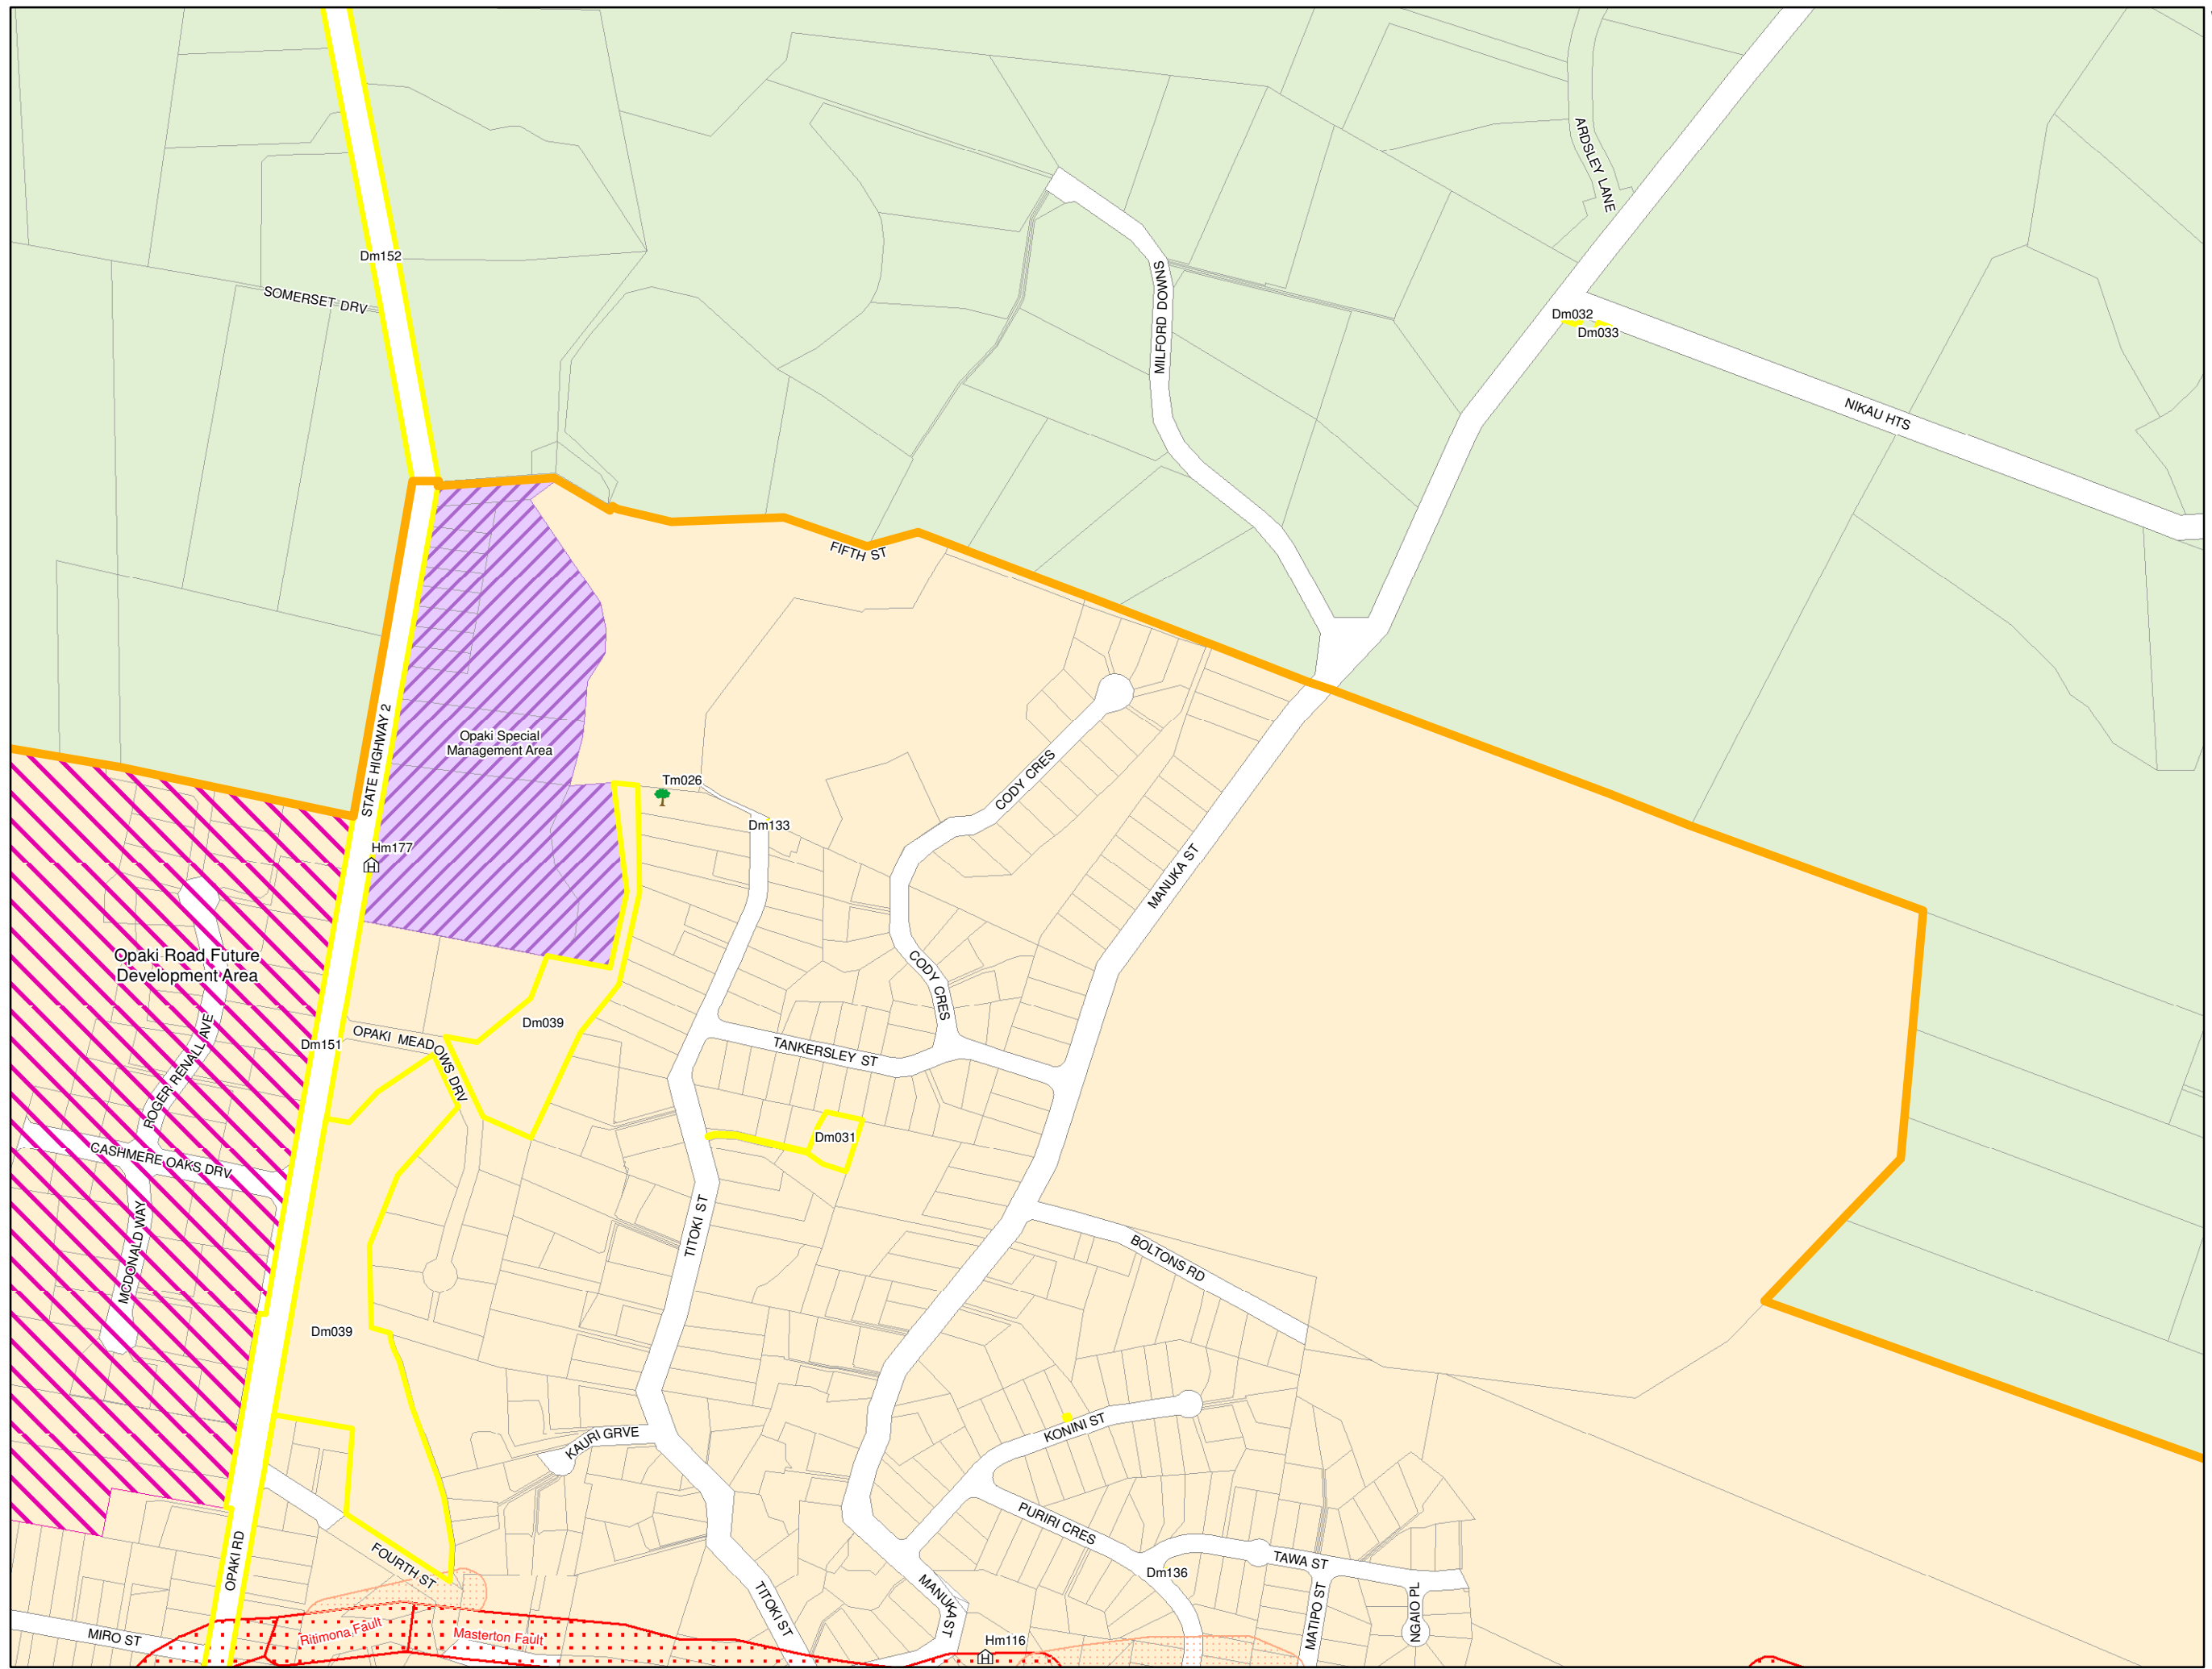 ARDSLEY LANE
Dm152
SOMERSET DRV
MILFORD DOWNS
Dm032
Dm033
NIKAU HTS
FIFTH ST
STATE HIGHWAY 2
Opaki Special
Management Area
Tm026
CODY CRES
Dm133
Hm177
MANUKA ST
Opaki Road Future
Development Area
CODY CRES
Dm039
OPAKI MEADOWS DRV
Dm151
TANKERSLEY ST
ROGER RENALL AVE
Dm031
CASHMERE OAKS DRV
MCDONALD WAY
TITOKI ST
BOLTONS RD
Dm039
KONINI ST
KAURI GRVE
PURIRI CRES
OPAKI RD
FOURTH ST
TAWA ST
Dm136
TITOKI ST
MANUKA ST
MATIPO ST
NGAIO PL
Ritimona Fault
Masterton Fault
MIRO ST
Hm116